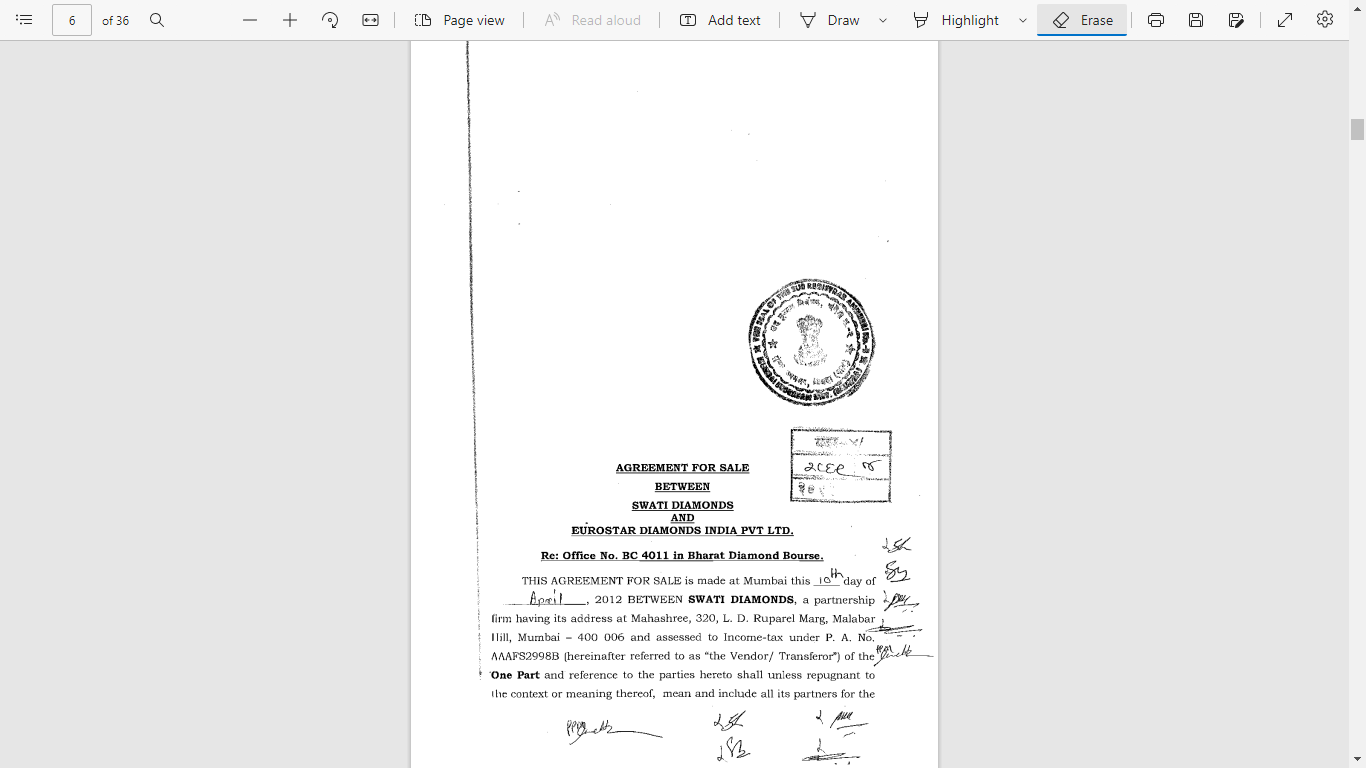 6 of 36 Page view Read aloud Add text Draw Highlight Erase
AGREEMENT FOR SALE
BETWEEN
SWATI DIAMONDS
AND
EUROSTAR DIAMONDS INDIA PVT LTD.
Re: Office No. BC 4011 in Bharat Diamond Bourse.
THIS AGREEMENT FOR SALE is made at Mumbai this 10th day of
April, 2012 BETWEEN SWATI DIAMONDS, a partnership
firm having its address at Mahashree, 320, L. D. Ruparel Marg, Malabar
Hill, Mumbai – 400 006 and assessed to Income-tax under P. A. No.
AAAFS2998B (hereinafter referred to as “the Vendor/ Transferor”) of the
One Part and reference to the parties hereto shall unless repugnant to
the context or meaning thereof, mean and include all its partners for the